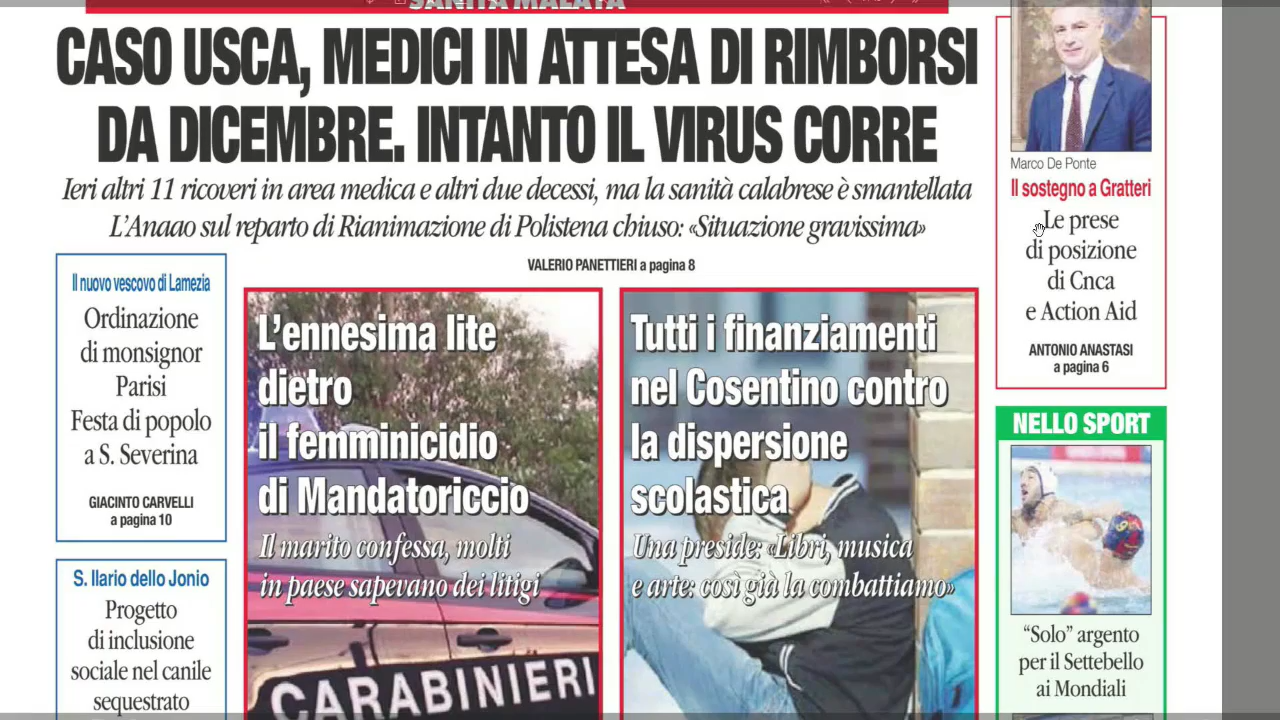 SANITÀ MALATA
CASO USCA, MEDICI IN ATTESA DI RIMBORSI
DA DICEMBRE. INTANTO IL VIRUS CORRE
Ieri altri 11 ricoveri in area medica e altri due decessi, ma la sanità calabrese è smantellata
L'Anaao sul reparto di Rianimazione di Polistena chiuso: «Situazione gravissima»
VALERIO PANETTIERI a pagina 8
Il nuovo vescovo di Lamezia
Ordinazione
di monsignor
Parisi
Festa di popolo
a S. Severina
GIACINTO CARVELLI
a pagina 10
S. Ilario dello Jonio
Progetto
di inclusione
sociale nel canile
sequestrato
L'ennesima lite
dietro
il femminicidio
di Mandatoriccio
Il marito confessa, molti
in paese sapevano dei litigi
CARABINIERI
Tutti i finanziamenti
nel Cosentino contro
la dispersione
scolastica
Una preside: «Libri, musica
e arte: così già la combattiamo»
Marco De Ponte
Il sostegno a Gratteri
Le prese
di posizione
di Cnca
e Action Aid
ANTONIO ANASTASI
a pagina 6
NELLO SPORT
9
“Solo” argento
per il Settebello
ai Mondiali